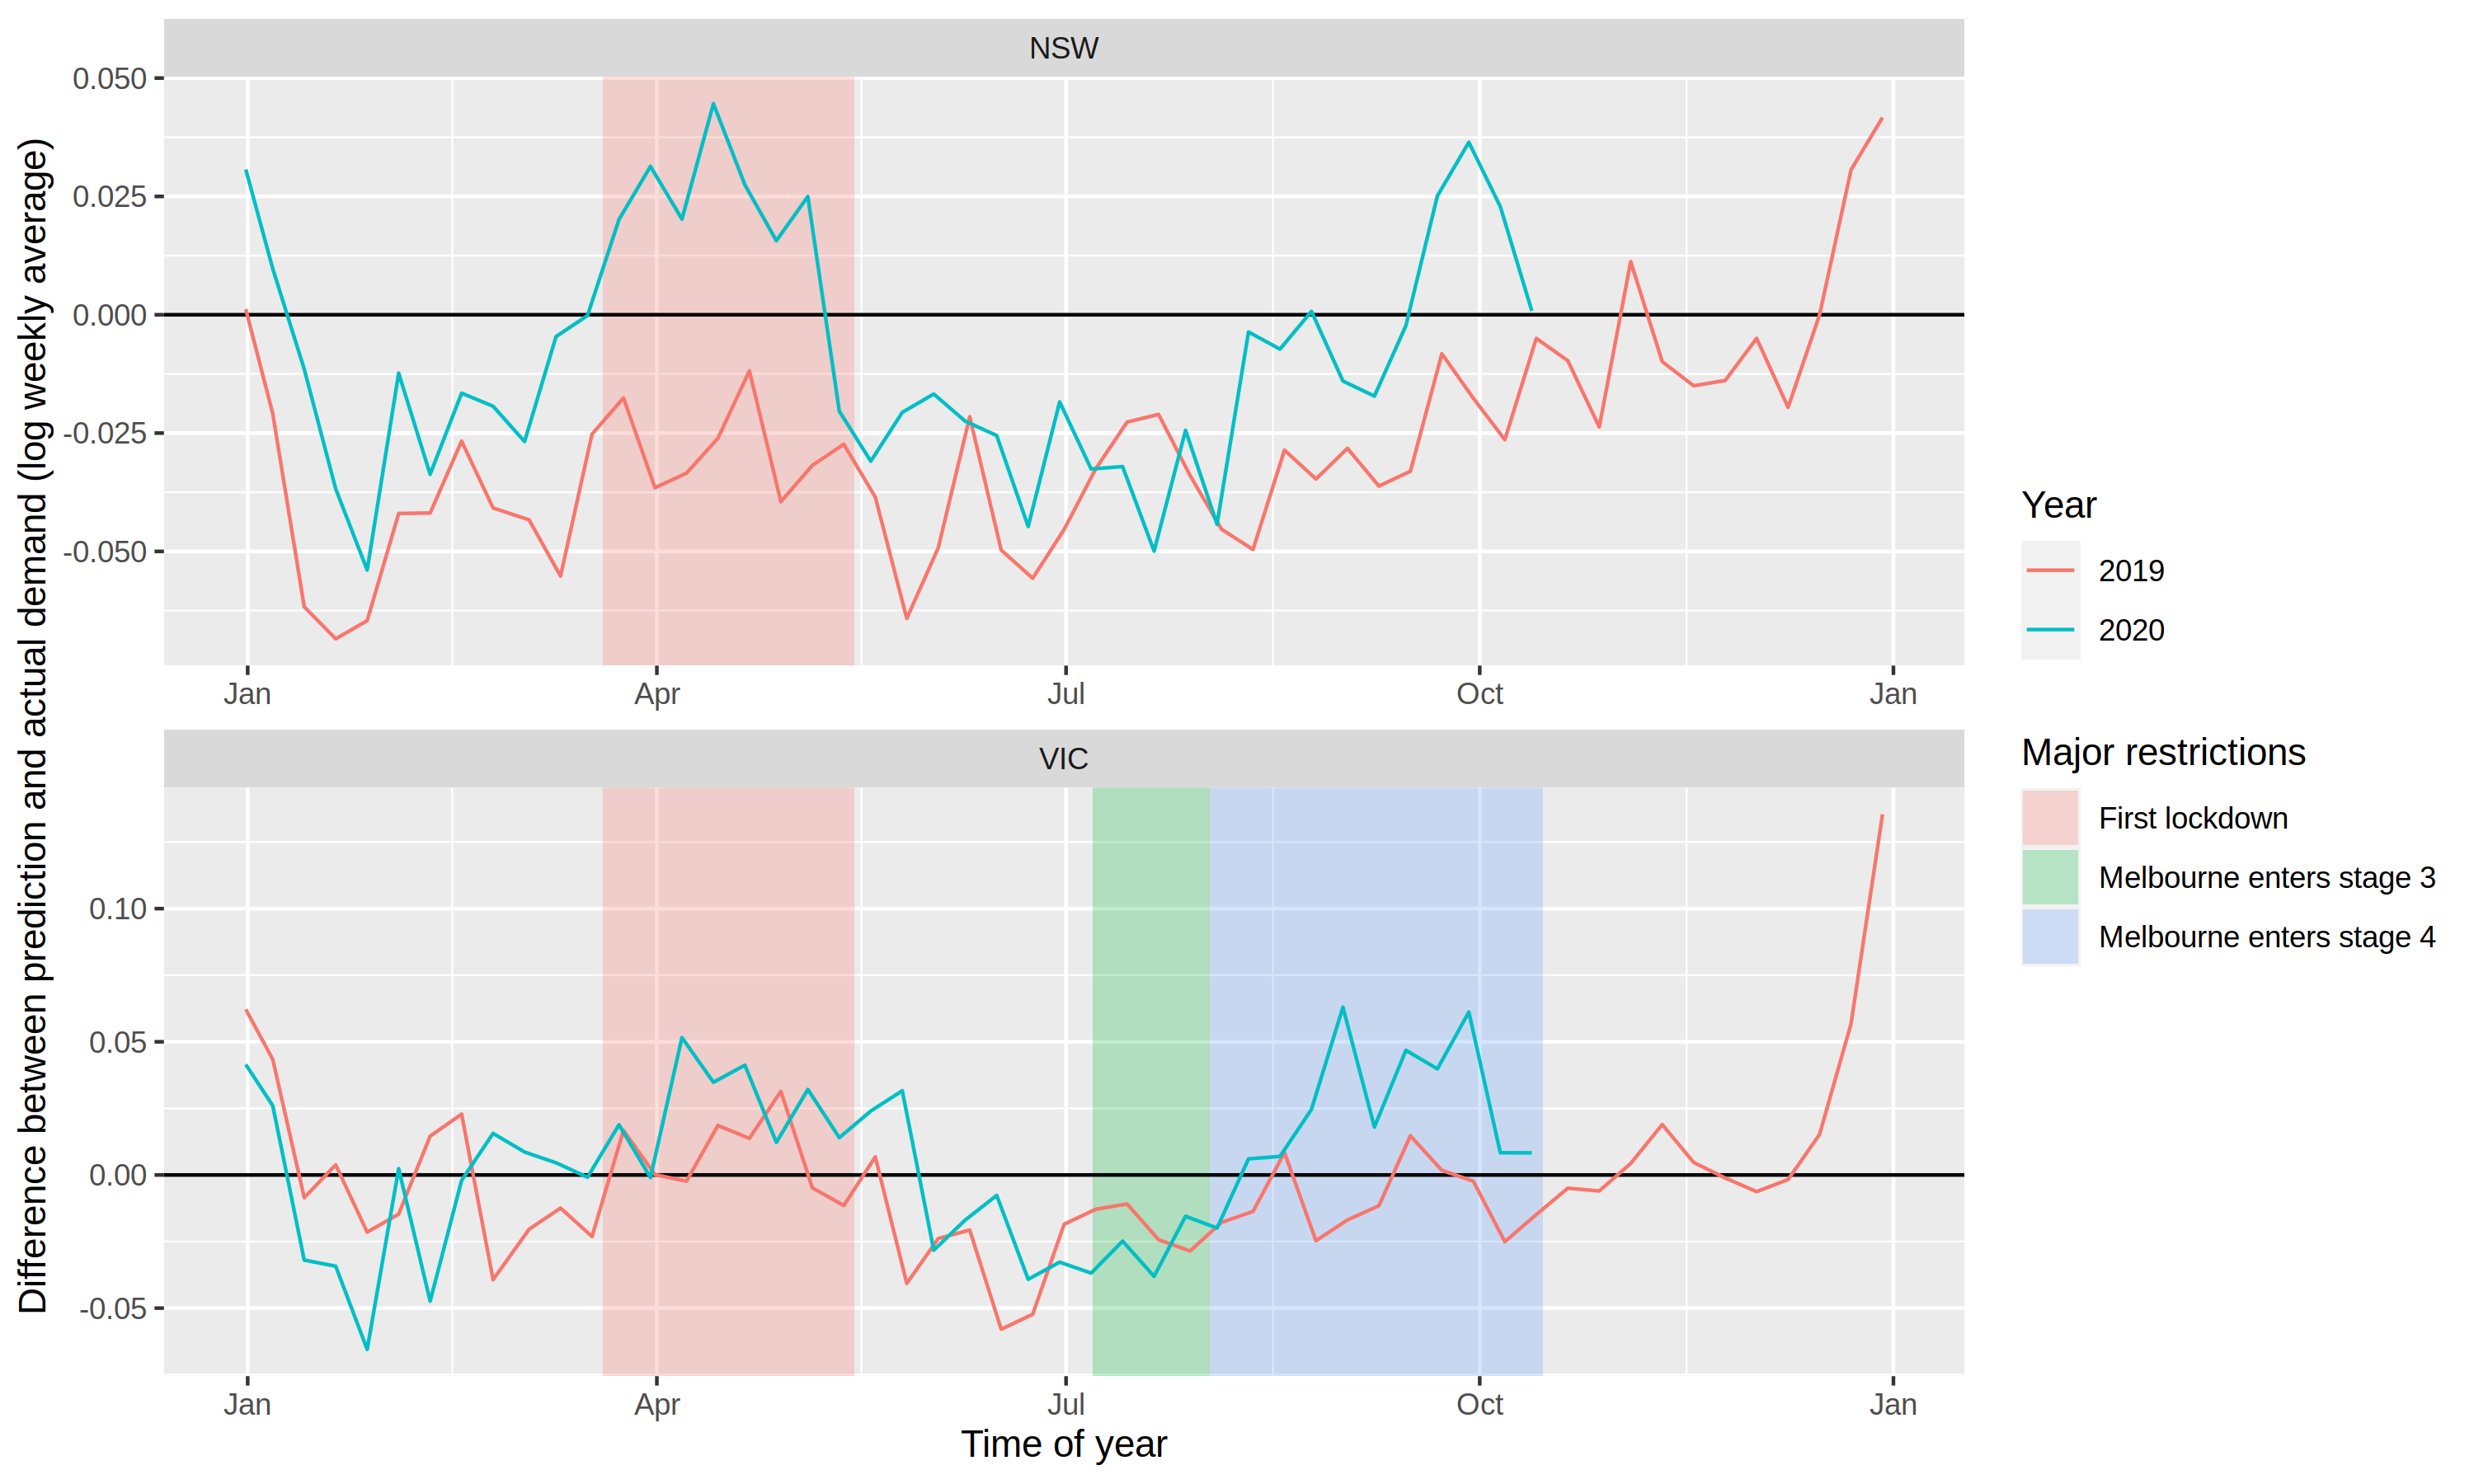 NSW
0.050
0.025
0.000
-0.025
-0.050
Jan Apr Jul Oct Jan
VIC
0.10
0.05
0.00
-0.05
Jan Apr Jul Oct Jan
Time of year
Difference between prediction and actual demand (log weekly average)
Year
2019
2020
Major restrictions
First lockdown
Melbourne enters stage 3
Melbourne enters stage 4